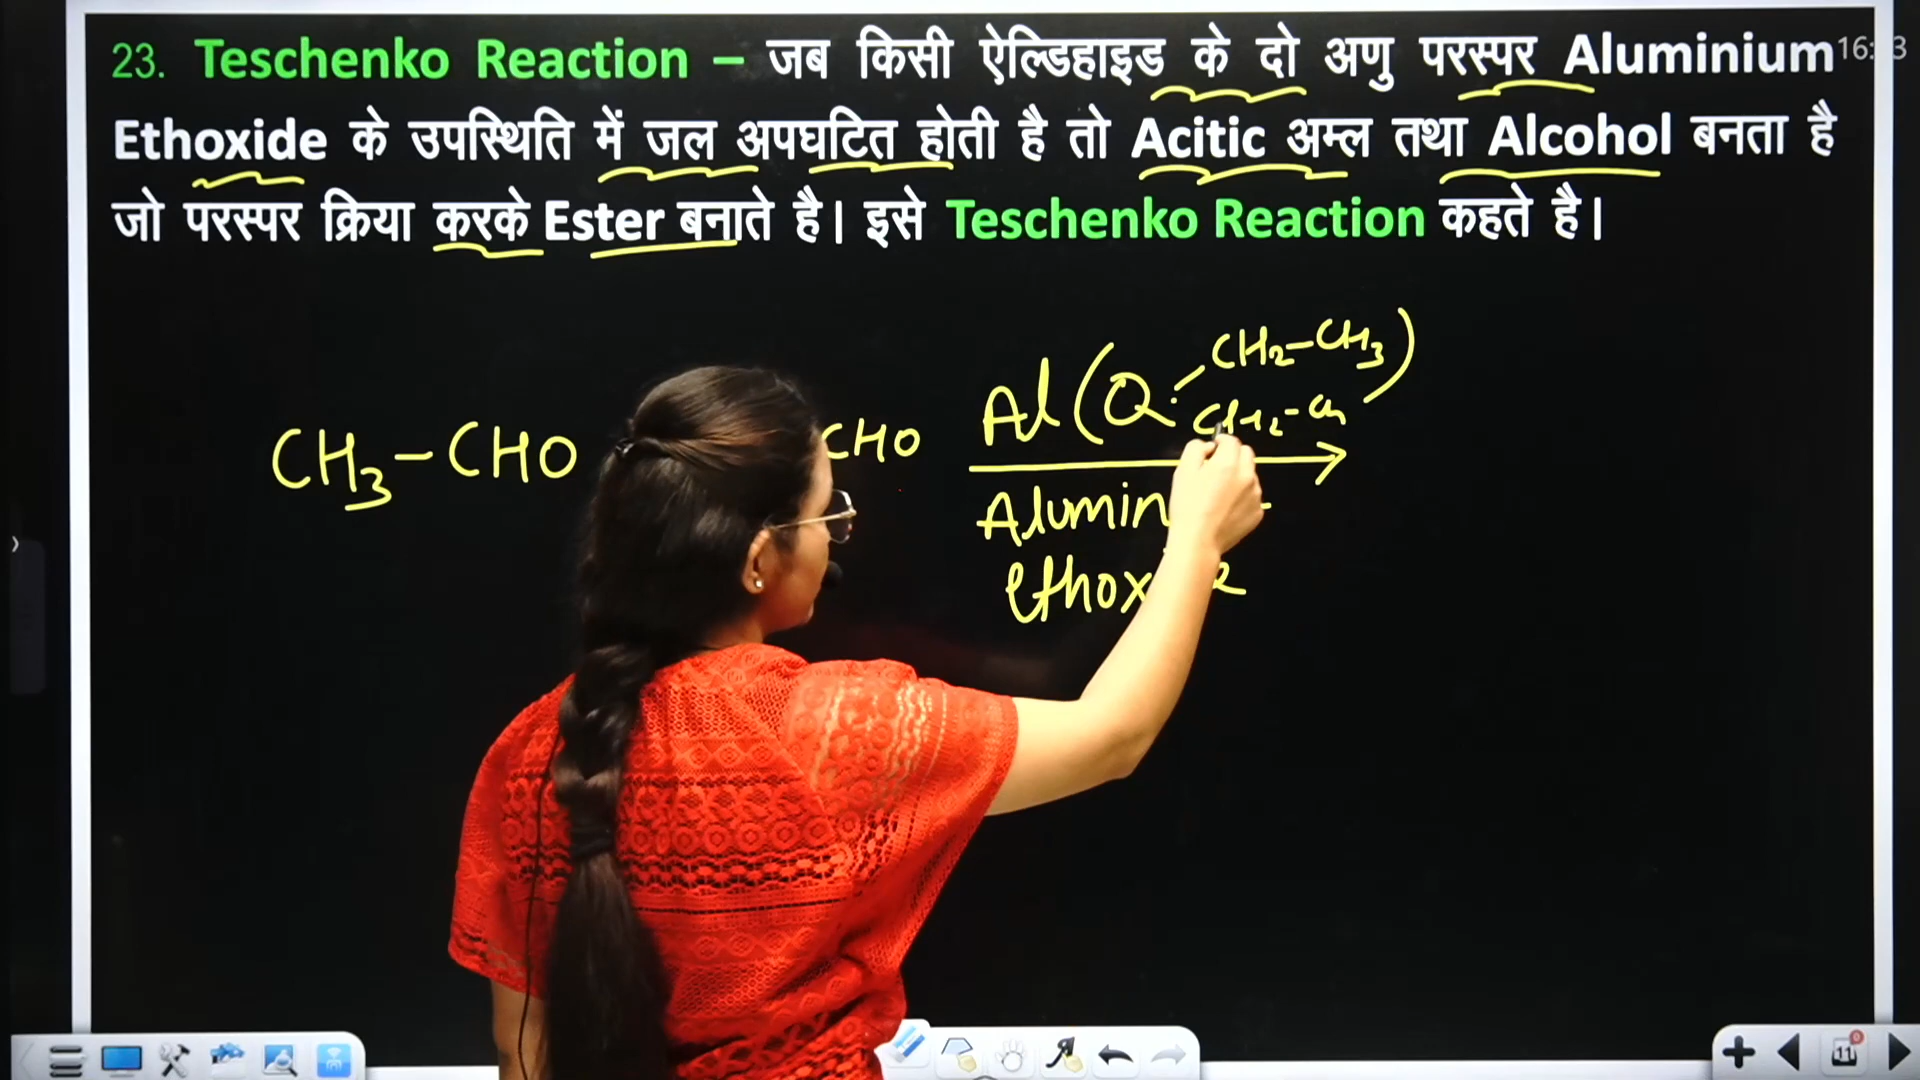 23. Teschenko Reaction – जब किसी ऐल्डिहाइड के दो अणु परस्पर Aluminium
Ethoxide के उपस्थिति में जल अपघटित होती है तो Acitic अम्ल तथा Alcohol बनता है
जो परस्पर क्रिया करके Ester बनाते है। इसे Teschenko Reaction कहते है।
CH2-CH3
CH3-CHO CHO Al(O )
Alumin
ethox
11